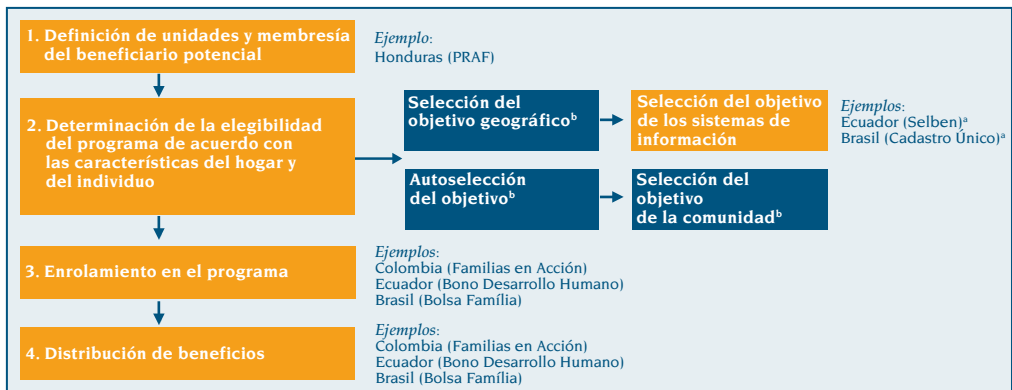 1. Definición de unidades y membresía
del beneficiario potencial
Ejemplo:
Honduras (PRAF)
2. Determinación de la elegibilidad
del programa de acuerdo con
las características del hogar y
del individuo
Selección del
objetivo geográficoᵇ
Selección del objetivo
de los sistemas de
información
Ejemplos:
Ecuador (Selben)ᵃ
Brasil (Cadastro Único)ᵃ
Autoselección
del objetivoᵇ
Selección del
objetivo
de la comunidadᵇ
3. Enrolamiento en el programa
Ejemplos:
Colombia (Familias en Acción)
Ecuador (Bono Desarrollo Humano)
Brasil (Bolsa Família)
4. Distribución de beneficios
Ejemplos:
Colombia (Familias en Acción)
Ecuador (Bono Desarrollo Humano)
Brasil (Bolsa Família)